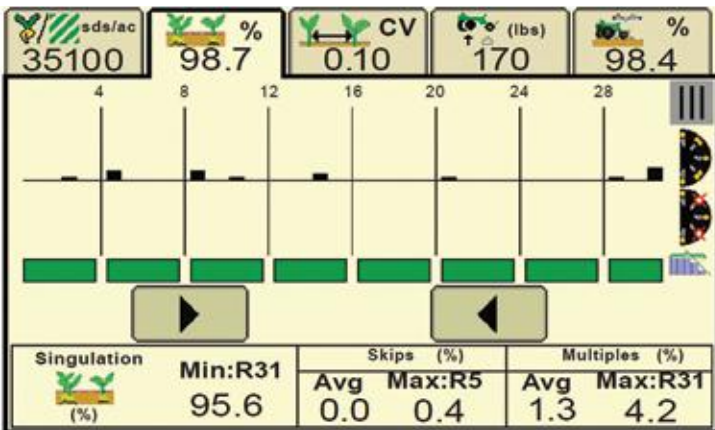 sds/ac % CV (lbs) %
35100 98.7 0.10 170 98.4
4 8 12 16 20 24 28
Singulation Min:R31 Skips (%) Multiples (%)
Avg Max:R5 Avg Max:R31
(%) 95.6 0.0 0.4 1.3 4.2